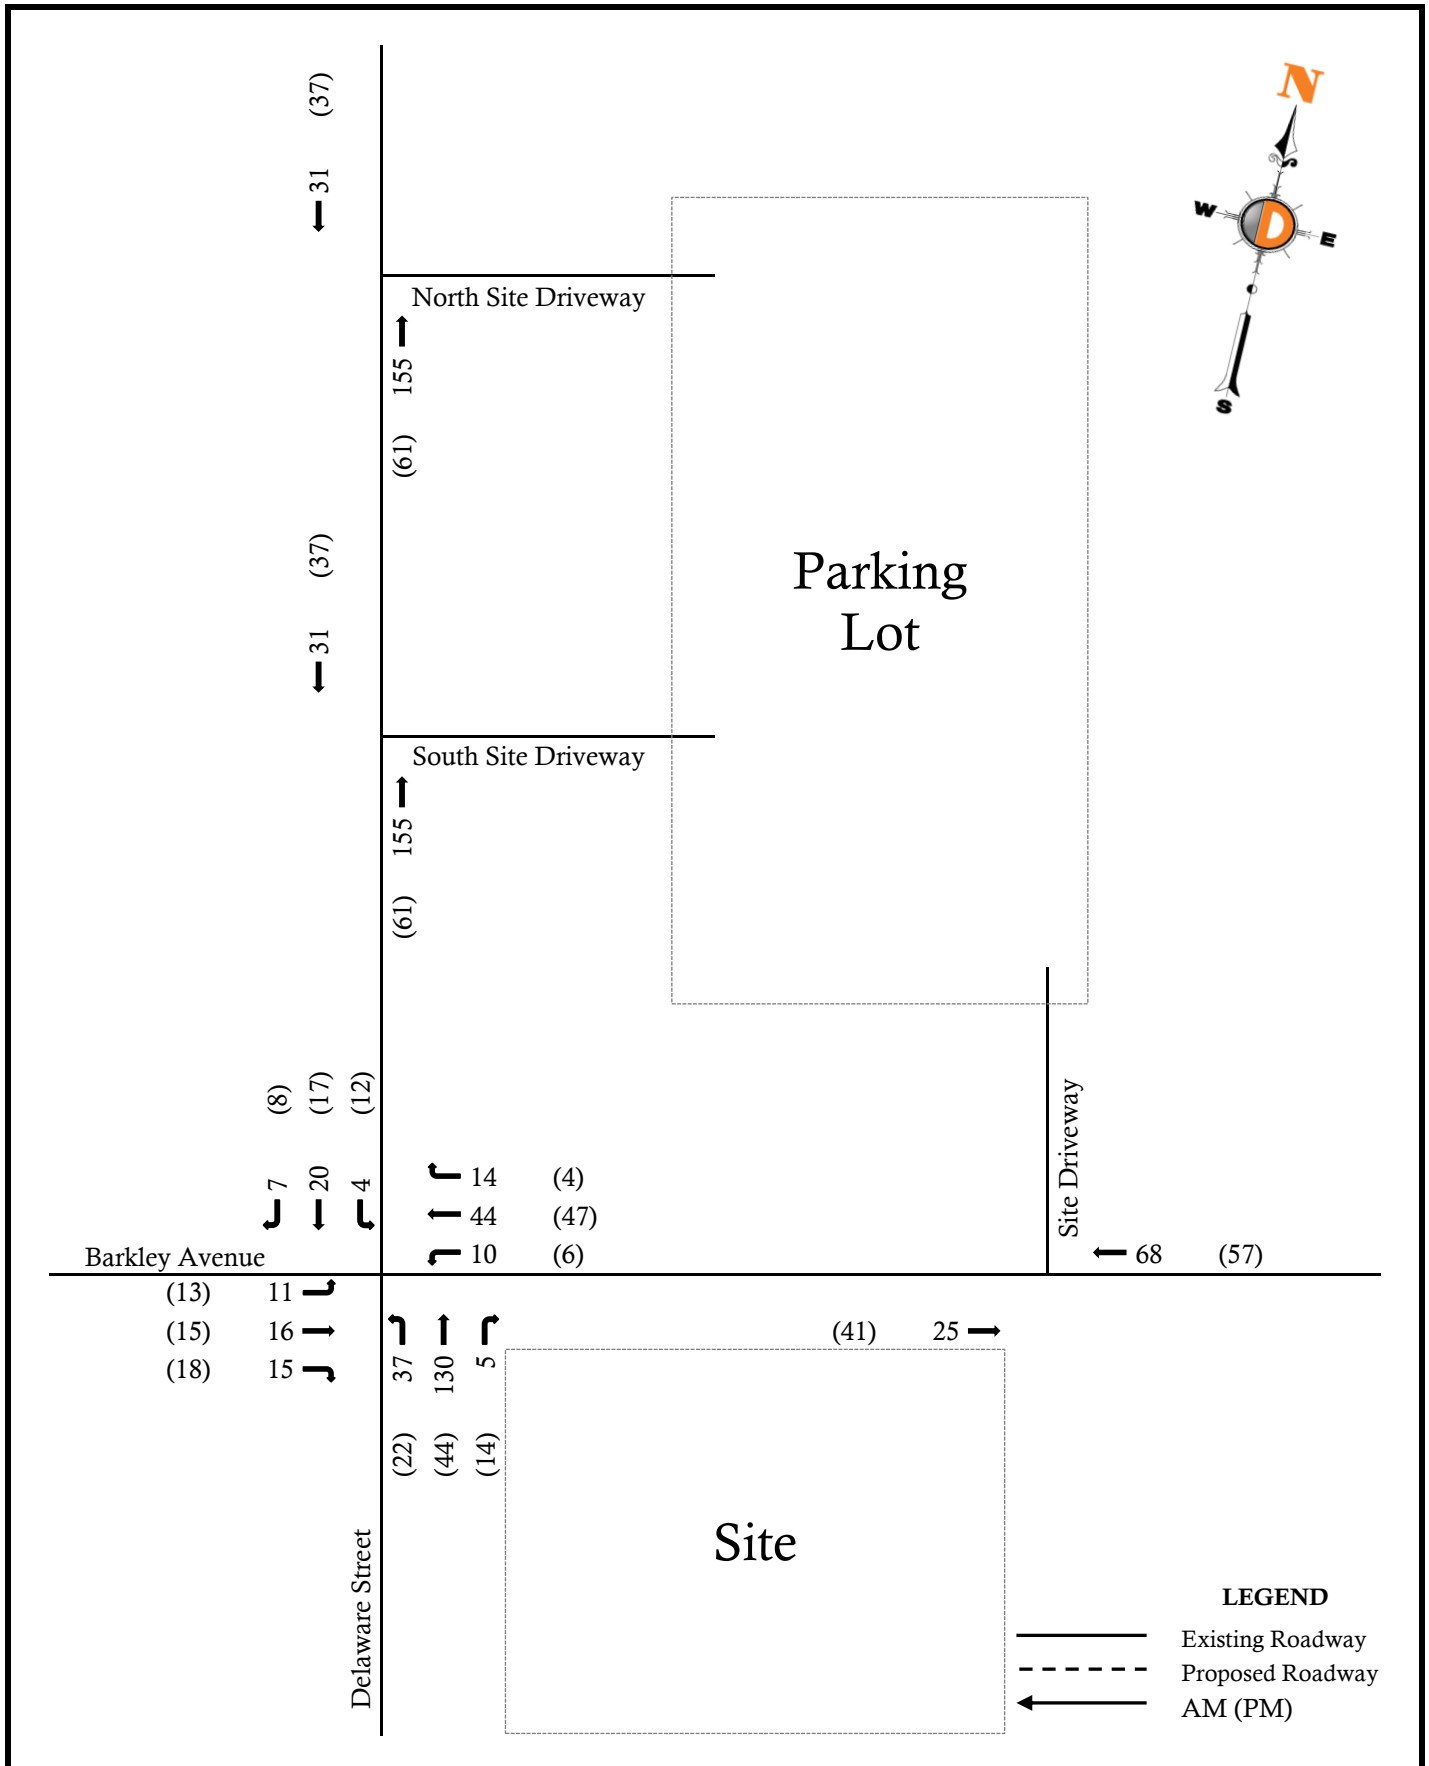 N
W
D
E
S
(37)
31
North Site Driveway
155
(61)
(37)
31
Parking
Lot
South Site Driveway
155
(61)
(8) (17) (12)
7 20 4
14 (4)
44 (47)
10 (6)
Site Driveway
68 (57)
Barkley Avenue
(13) 11
(15) 16
(18) 15
37 130 5
(22) (44) (14)
(41) 25
Site
Delaware Street
LEGEND
Existing Roadway
Proposed Roadway
AM (PM)